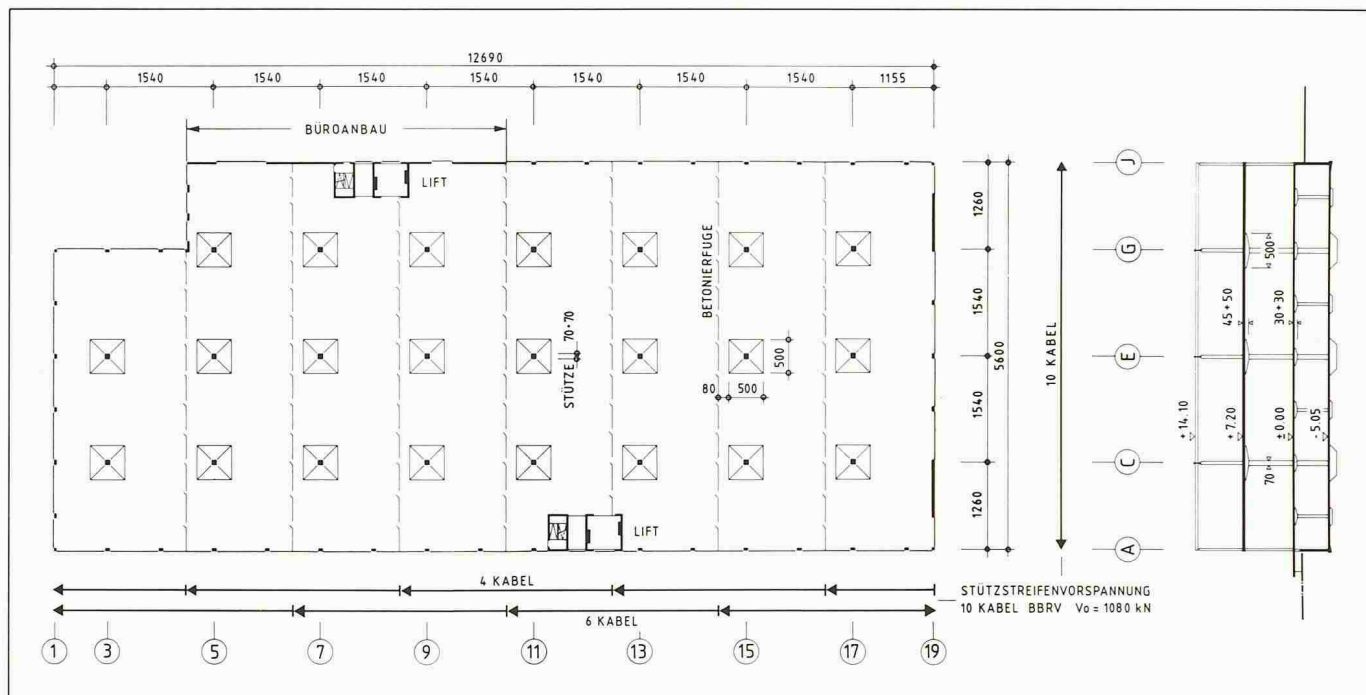 12690
1540 1540 1540 1540 1540 1540 1540 1155
BÜROANBAU
LIFT
BETONIERFUGE
STÜTZE 70·70
500
80 500
LIFT
1260
1540
1540
1260
5600
10 KABEL
J
G
E
C
A
500
45+50
30+30
+14.10
+7.20
±0.00
-5.05
70
4 KABEL
6 KABEL
STÜTZSTREIFENVORSPANNUNG
10 KABEL BBRV Vo = 1080 kN
1 3 5 7 9 11 13 15 17 19